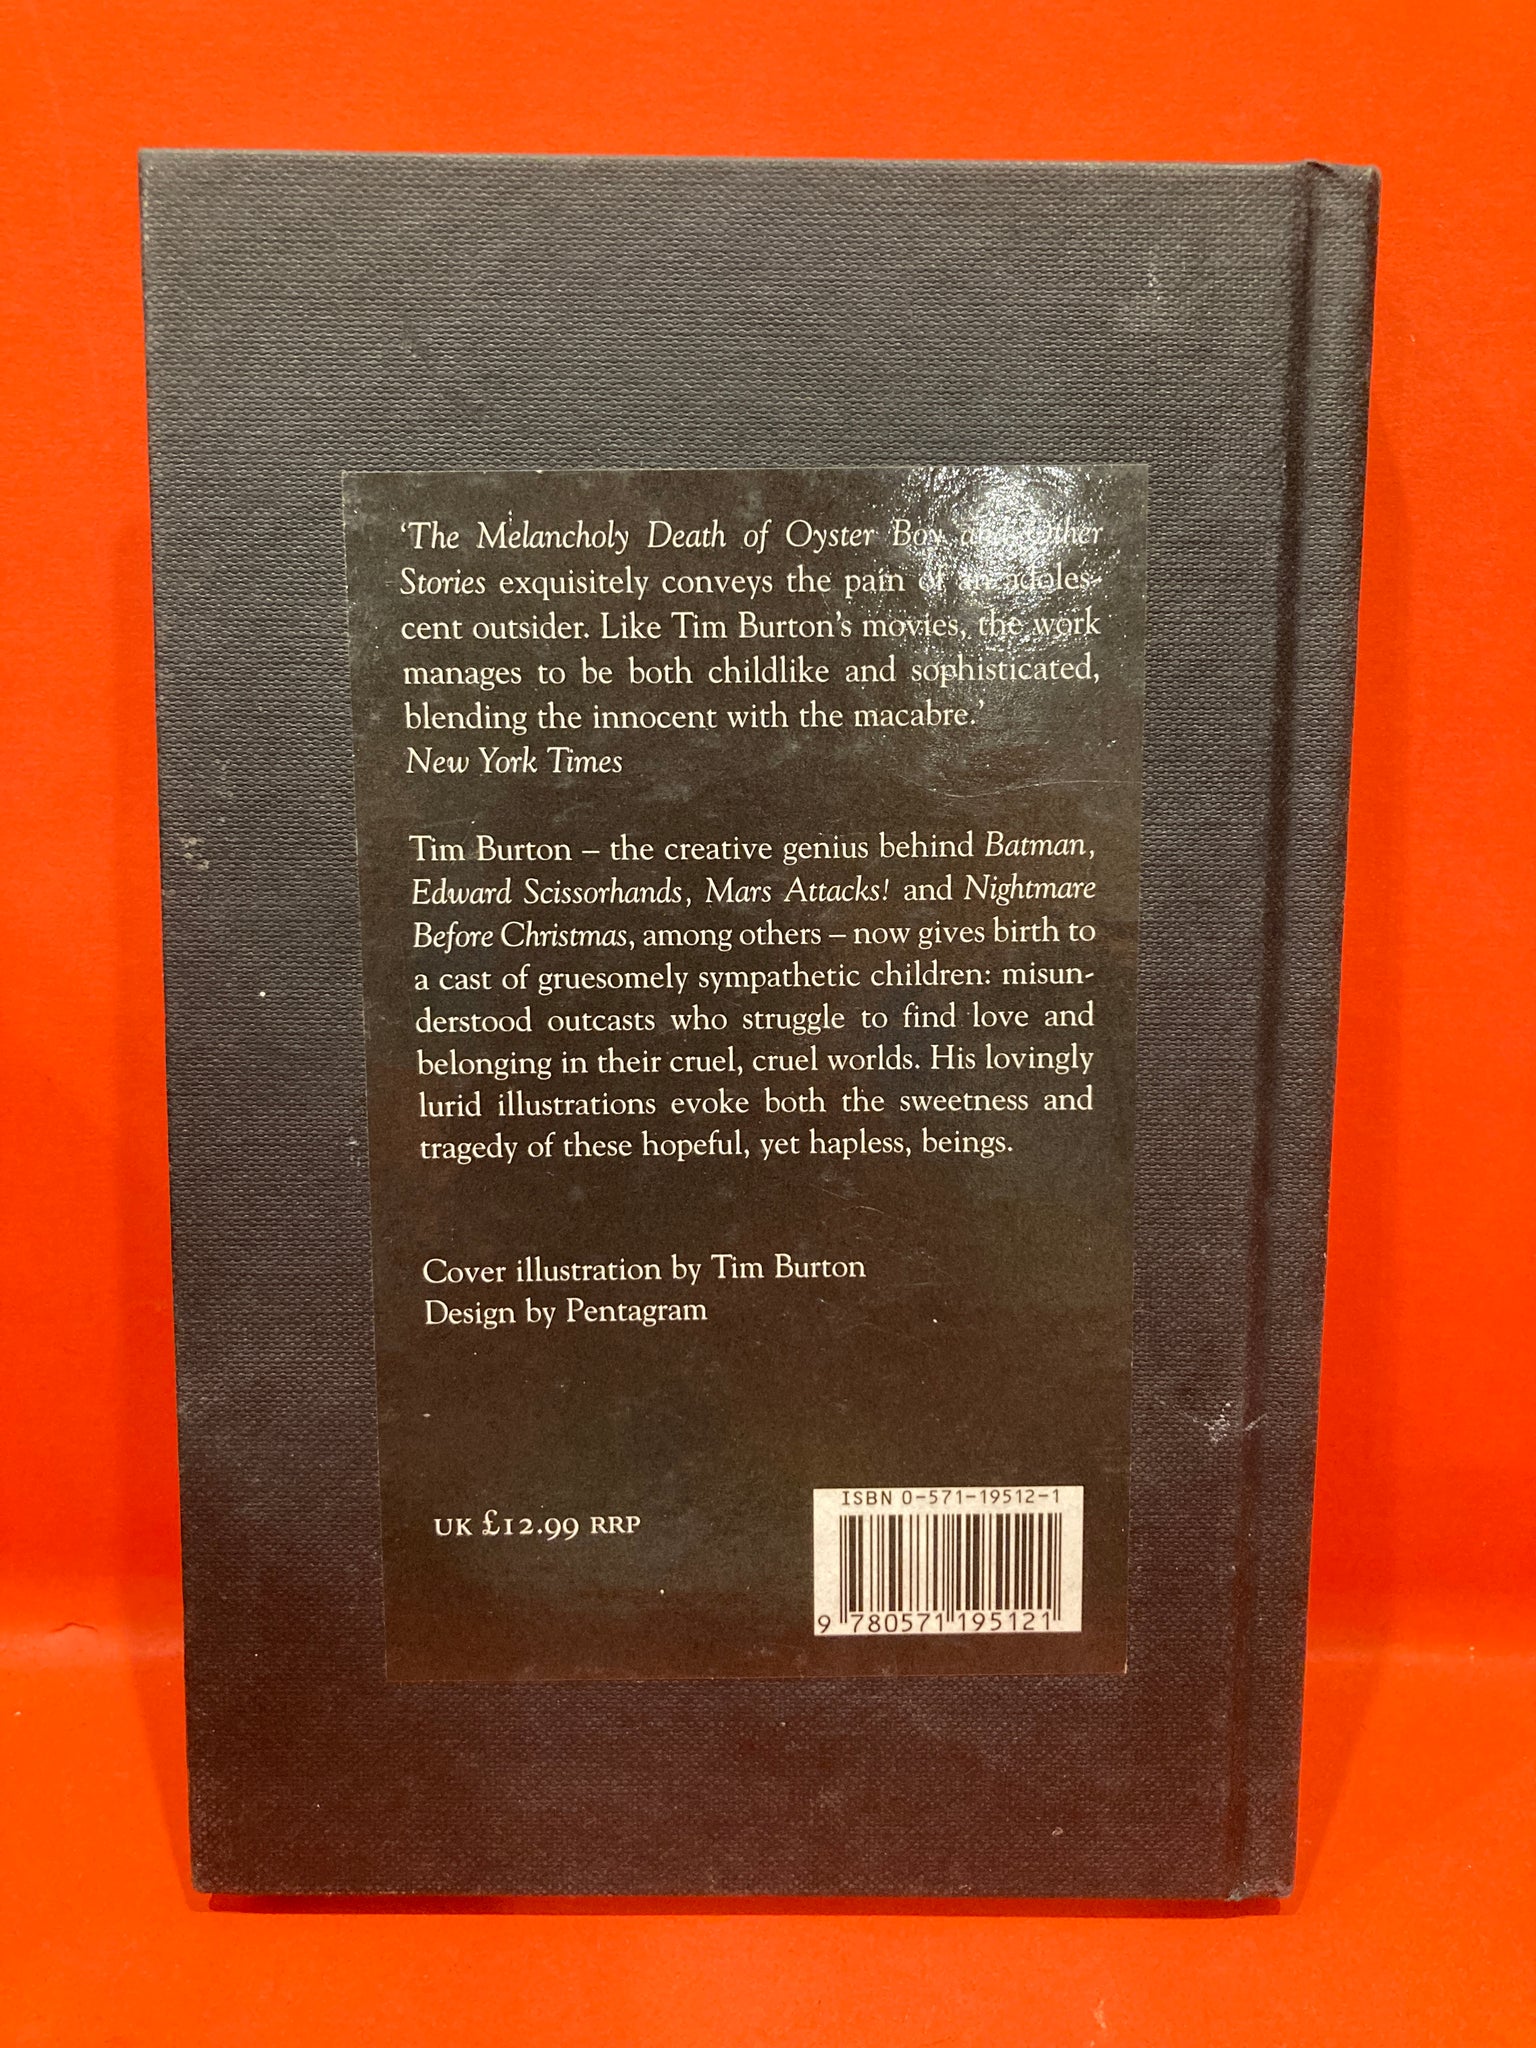 ‘The Melancholy Death of Oyster Boy and Other
Stories exquisitely conveys the pain of an adoles-
cent outsider. Like Tim Burton’s movies, the work
manages to be both childlike and sophisticated,
blending the innocent with the macabre.’
New York Times
Tim Burton – the creative genius behind Batman,
Edward Scissorhands, Mars Attacks! and Nightmare
Before Christmas, among others – now gives birth to
a cast of gruesomely sympathetic children: misun-
derstood outcasts who struggle to find love and
belonging in their cruel, cruel worlds. His lovingly
lurid illustrations evoke both the sweetness and
tragedy of these hopeful, yet hapless, beings.
Cover illustration by Tim Burton
Design by Pentagram
UK £12.99 RRP
ISBN 0-571-19512-1
9 780571 195121